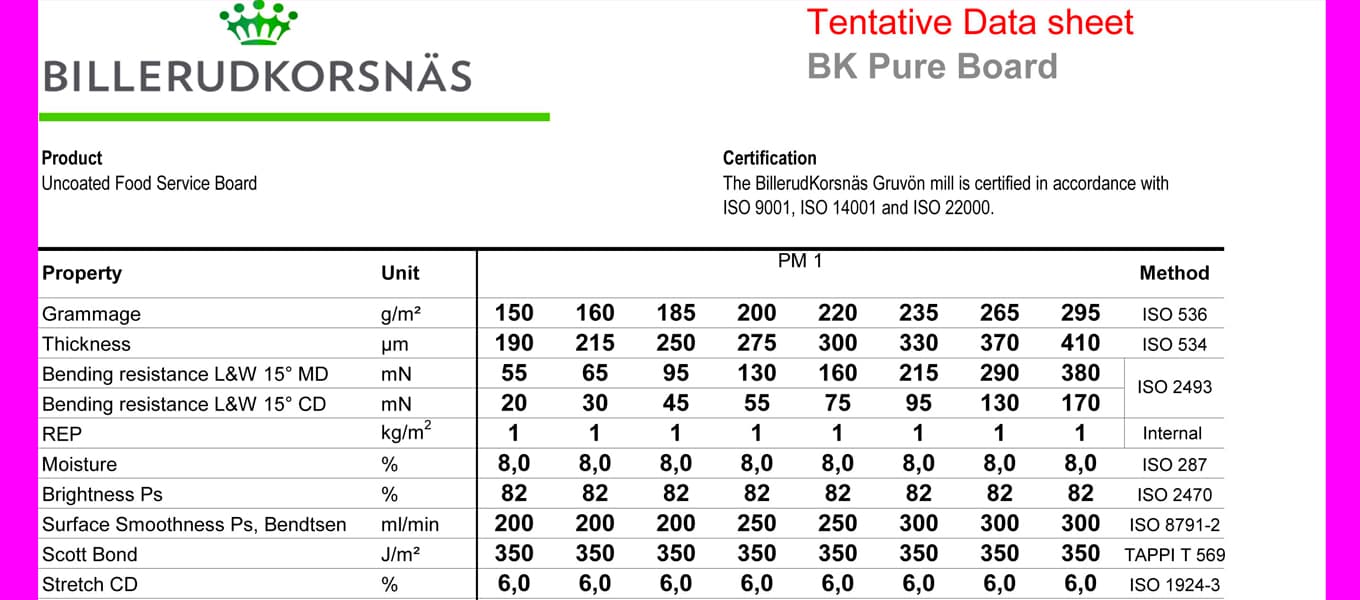 BILLERUDKORSNÄS
Tentative Data sheet
BK Pure Board
Product
Uncoated Food Service Board
Certification
The BillerudKorsnäs Gruvön mill is certified in accordance with
ISO 9001, ISO 14001 and ISO 22000.
Property Unit PM 1 Method
Grammage g/m² 150 160 185 200 220 235 265 295 ISO 536
Thickness µm 190 215 250 275 300 330 370 410 ISO 534
Bending resistance L&W 15° MD mN 55 65 95 130 160 215 290 380 ISO 2493
Bending resistance L&W 15° CD mN 20 30 45 55 75 95 130 170
REP kg/m² 1 1 1 1 1 1 1 1 Internal
Moisture % 8,0 8,0 8,0 8,0 8,0 8,0 8,0 8,0 ISO 287
Brightness Ps % 82 82 82 82 82 82 82 82 ISO 2470
Surface Smoothness Ps, Bendtsen ml/min 200 200 200 250 250 300 300 300 ISO 8791-2
Scott Bond J/m² 350 350 350 350 350 350 350 350 TAPPI T 569
Stretch CD % 6,0 6,0 6,0 6,0 6,0 6,0 6,0 6,0 ISO 1924-3